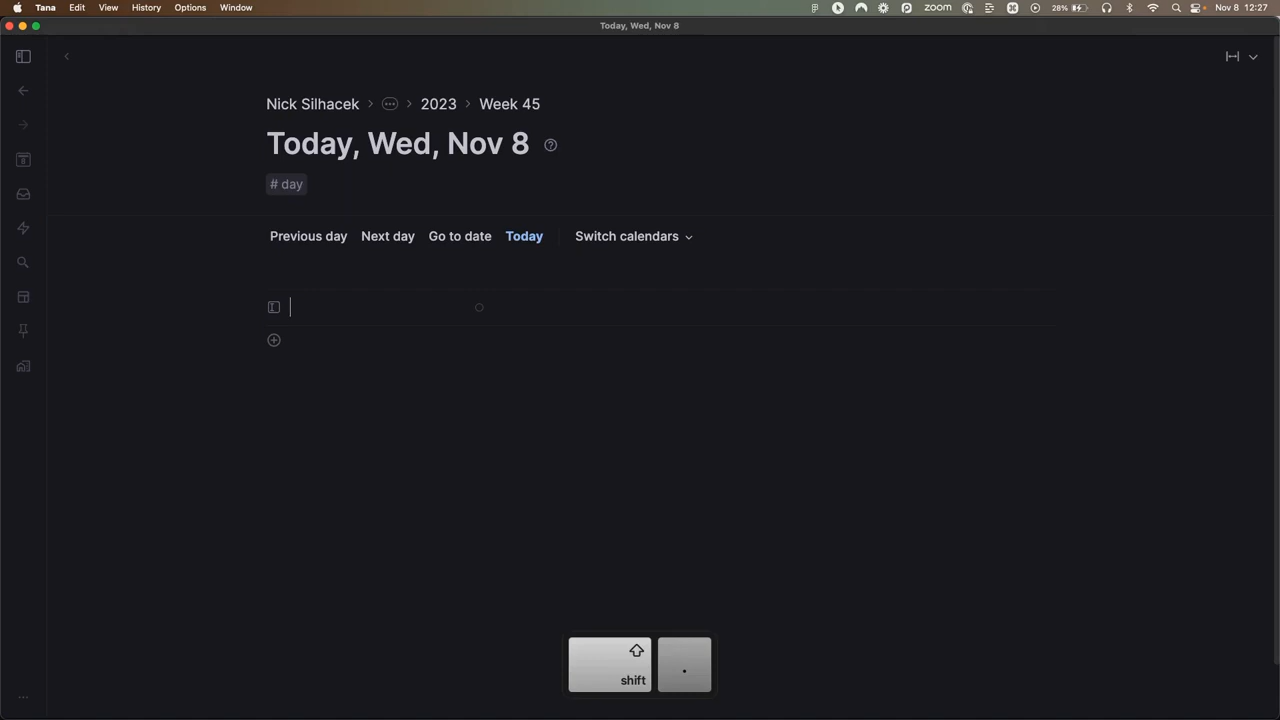 Tana Edit View History Options Window zoom 28% Nov 8 12:27
Today, Wed, Nov 8
Nick Silhacek > ... > 2023 > Week 45
Today, Wed, Nov 8 ?
# day
Previous day Next day Go to date Today Switch calendars
shift .